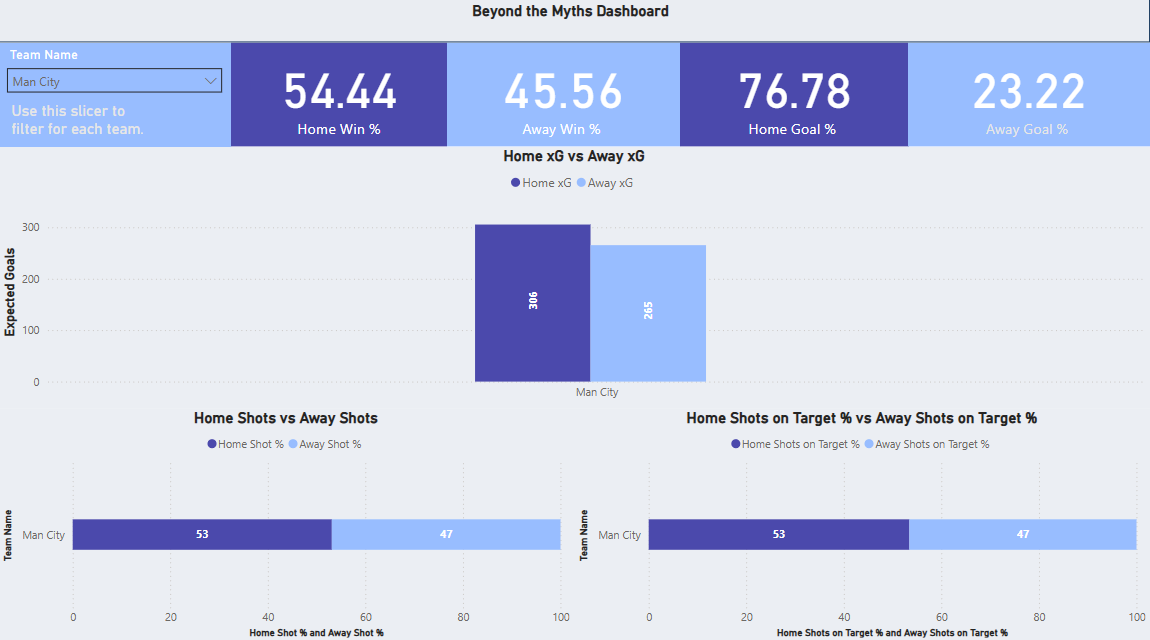 Beyond the Myths Dashboard
Team Name
Man City
Use this slicer to
filter for each team.
54.44
Home Win %
45.56
Away Win %
76.78
Home Goal %
23.22
Away Goal %
Home xG vs Away xG
Home xG Away xG
Expected Goals
300
200
100
0
306
265
Man City
Home Shots vs Away Shots
Home Shot % Away Shot %
Team Name
Man City
53 47
0 20 40 60 80 100
Home Shot % and Away Shot %
Home Shots on Target % vs Away Shots on Target %
Home Shots on Target % Away Shots on Target %
Team Name
Man City
53 47
0 20 40 60 80 100
Home Shots on Target % and Away Shots on Target %